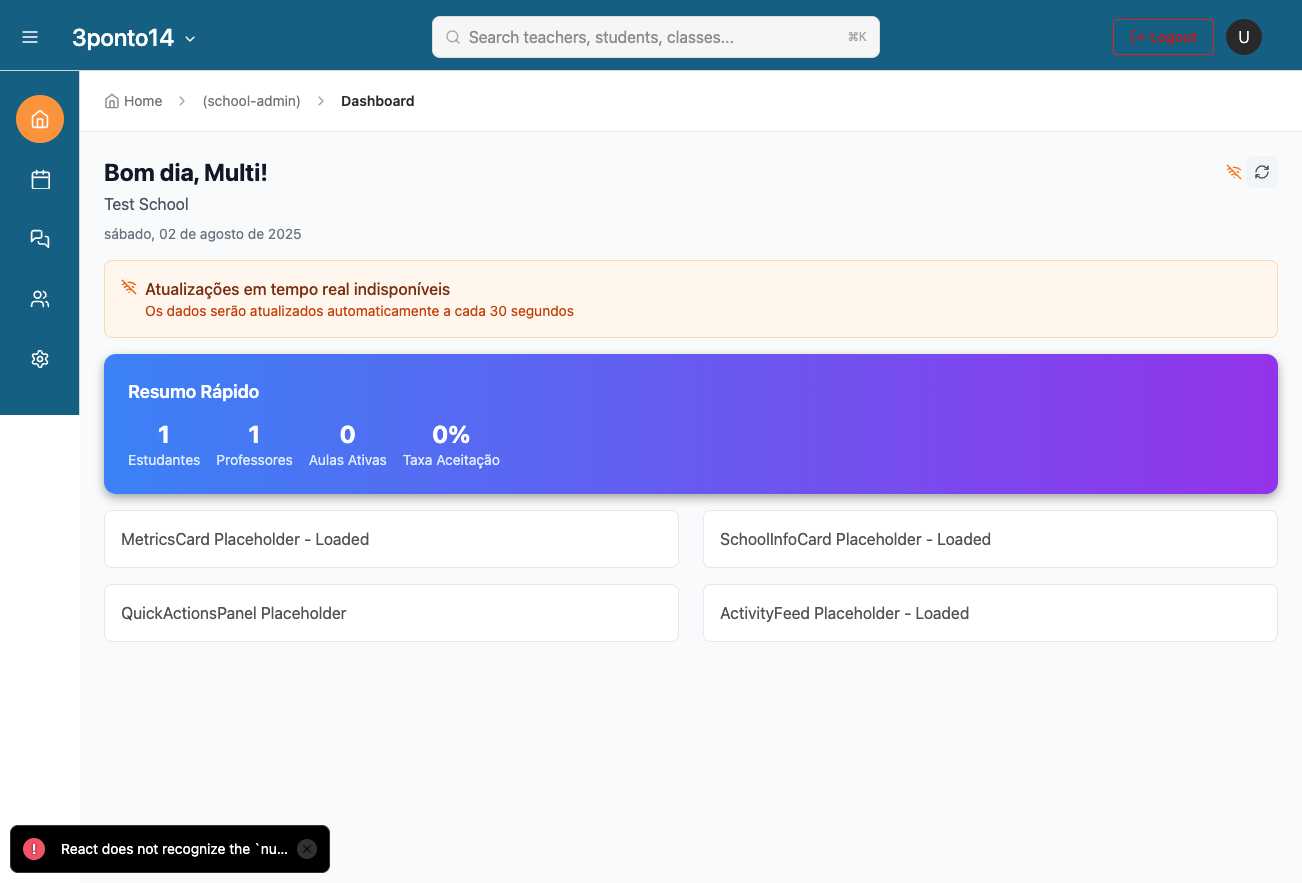 3ponto14
Search teachers, students, classes... ⌘K
Logout
U
Home (school-admin) Dashboard
Bom dia, Multi!
Test School
sábado, 02 de agosto de 2025
Atualizações em tempo real indisponíveis
Os dados serão atualizados automaticamente a cada 30 segundos
Resumo Rápido
1 1 0 0%
Estudantes Professores Aulas Ativas Taxa Aceitação
MetricsCard Placeholder - Loaded
SchoolInfoCard Placeholder - Loaded
QuickActionsPanel Placeholder
ActivityFeed Placeholder - Loaded
! React does not recognize the `nu...